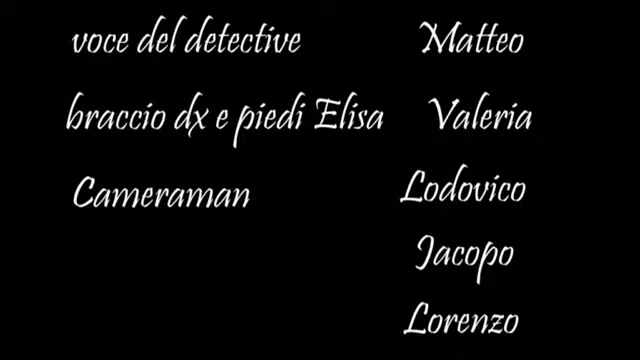 voce del detective Matteo
braccio dx e piedi Elisa Valeria
Cameraman Lodovico
Jacopo
Lorenzo